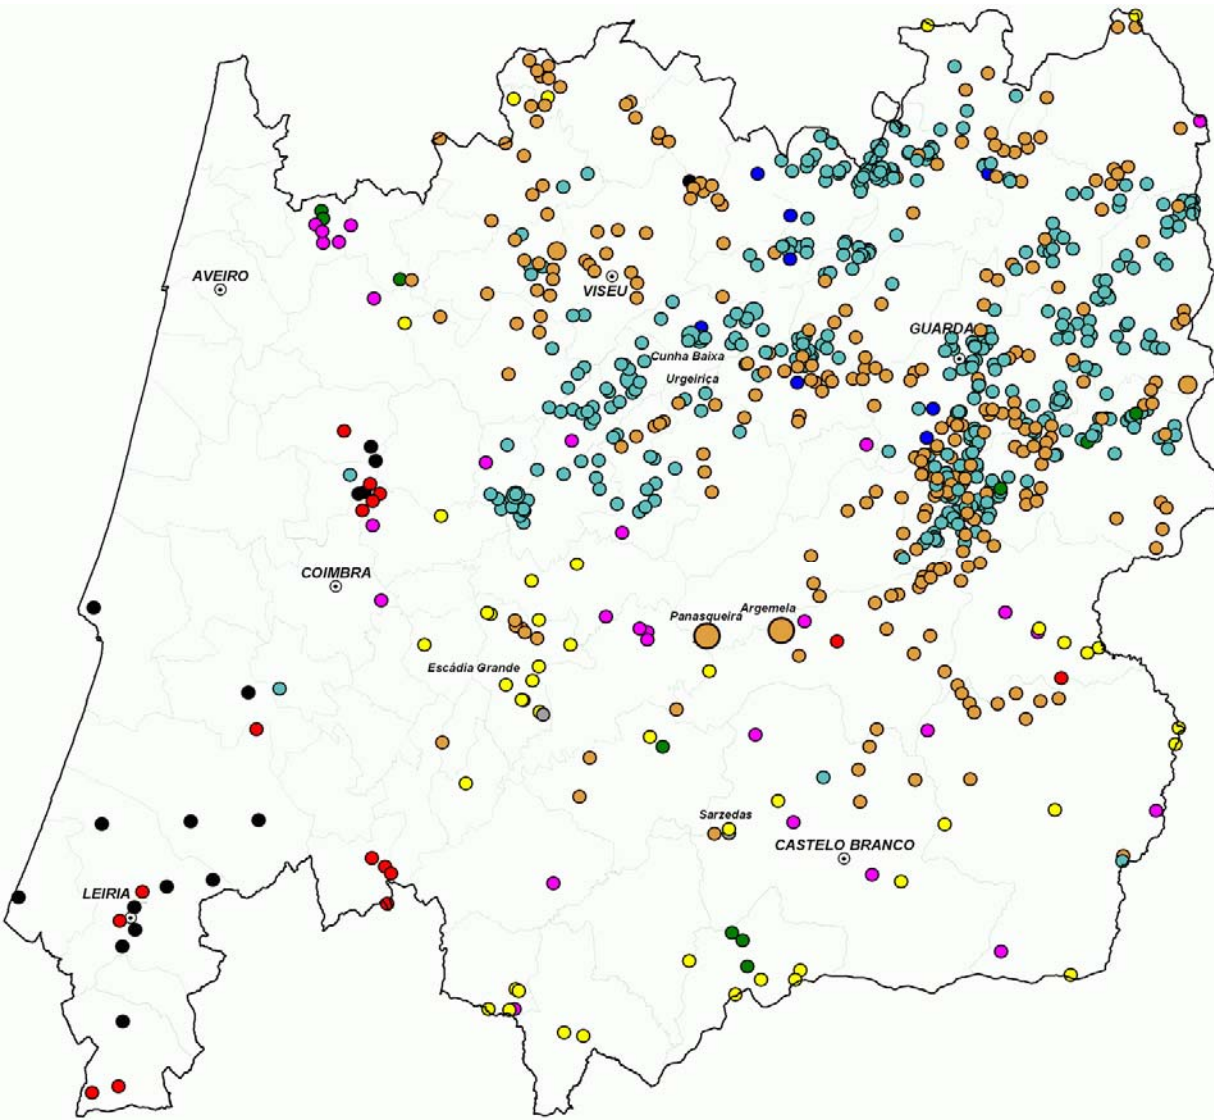 AVEIRO
VISEU
GUARDA
Cunha Baixa
Urgeiriça
COIMBRA
Panasqueira
Argemela
Escádia Grande
Sarzedas
CASTELO BRANCO
LEIRIA